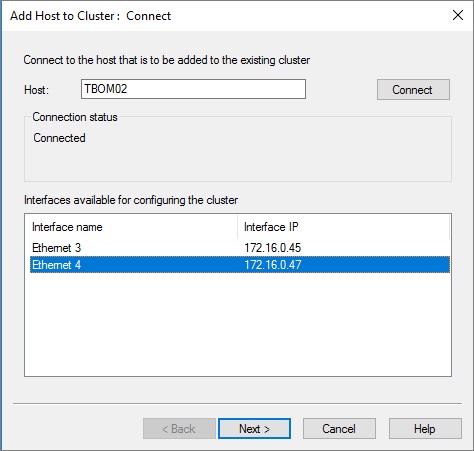 Add Host to Cluster : Connect
Connect to the host that is to be added to the existing cluster
Host: TBOM02 Connect
Connection status
Connected
Interfaces available for configuring the cluster
Interface name Interface IP
Ethernet 3 172.16.0.45
Ethernet 4 172.16.0.47
< Back Next > Cancel Help